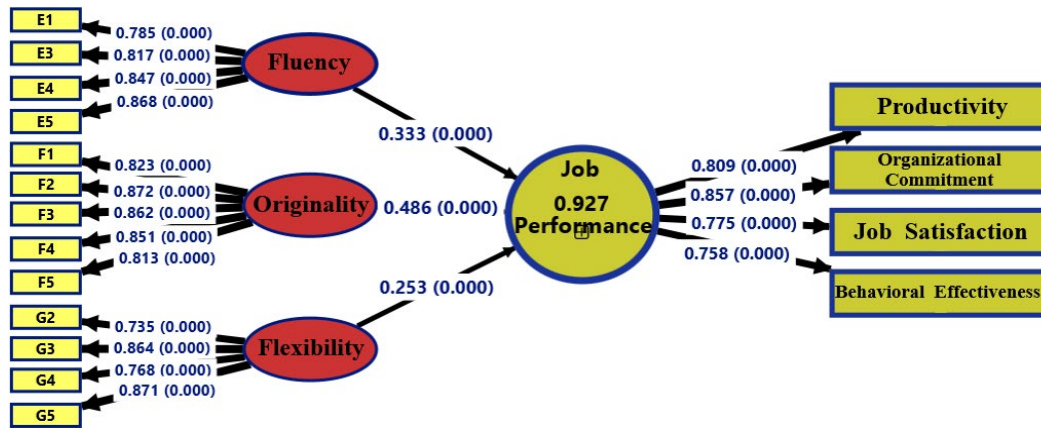 E1
E3
E4
E5
0.785 (0.000)
0.817 (0.000)
0.847 (0.000)
0.868 (0.000)
Fluency
0.333 (0.000)
F1
F2
F3
F4
F5
0.823 (0.000)
0.872 (0.000)
0.862 (0.000)
0.851 (0.000)
0.813 (0.000)
Originality
0.486 (0.000)
G2
G3
G4
G5
0.735 (0.000)
0.864 (0.000)
0.768 (0.000)
0.871 (0.000)
Flexibility
0.253 (0.000)
Job
0.927
Performance
0.809 (0.000)
0.857 (0.000)
0.775 (0.000)
0.758 (0.000)
Productivity
Organizational
Commitment
Job Satisfaction
Behavioral Effectiveness